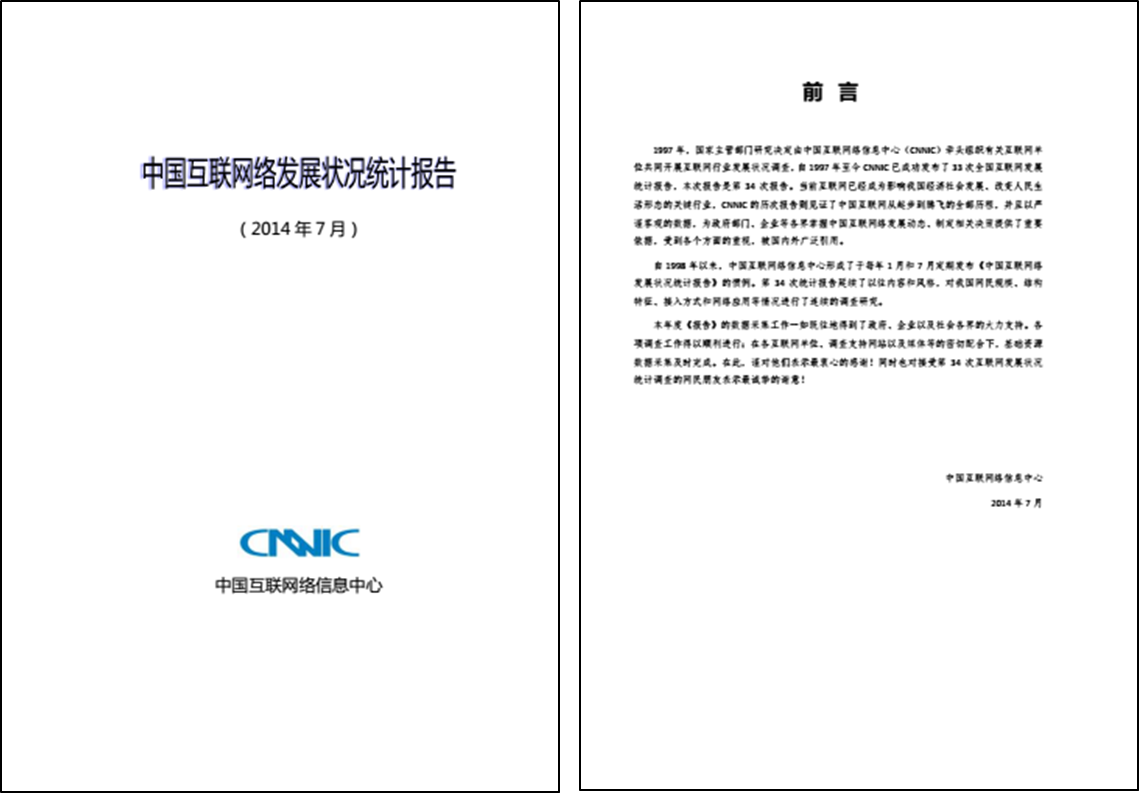 中国互联网络发展状况统计报告
（2014 年 7 月）
CNNIC
中国互联网络信息中心
前 言
1997 年，国家主管部门研究决定由中国互联网络信息中心（CNNIC）牵头组织有关互联网单
位共同开展互联网行业发展状况调查，自 1997 年至今 CNNIC 已成功发布了 33 次全国互联网发展
统计报告，本次报告是第 34 次报告。当前互联网已经成为影响我国经济社会发展、改变人民生
活形态的关键行业，CNNIC 的历次报告则见证了中国互联网从起步到腾飞的全部历程，并且以严
谨客观的数据，为政府部门、企业等各界掌握中国互联网络发展动态、制定相关决策提供了重要
依据，受到各个方面的重视，被国内外广泛引用。
自 1998 年以来，中国互联网络信息中心形成了于每年 1 月和 7 月定期发布《中国互联网络
发展状况统计报告》的惯例。第 34 次统计报告延续了以往内容和风格，对我国网民规模、结构
特征、接入方式和网络应用等情况进行了连续的调查研究。
本年度《报告》的数据采集工作一如既往地得到了政府、企业以及社会各界的大力支持。各
项调查工作得以顺利进行；在各互联网单位、调查支持网站以及媒体等的密切配合下，基础资源
数据采集及时完成。在此，谨对他们表示最衷心的感谢！同时也对接受第 34 次互联网发展状况
统计调查的网民朋友表示最诚挚的谢意！
中国互联网络信息中心
2014 年 7 月